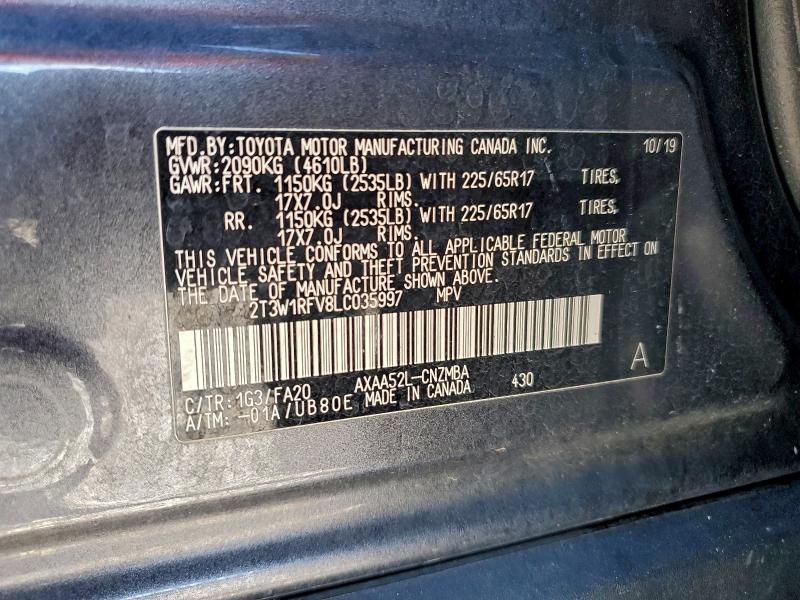 MFD.BY:TOYOTA MOTOR MANUFACTURING CANADA INC. 10/19
GVWR:2090KG (4610LB)
GAWR:FRT. 1150KG (2535LB) WITH 225/65R17 TIRES,
17X7.0J RIMS.
RR. 1150KG (2535LB) WITH 225/65R17 TIRES,
17X7.0J RIMS.
THIS VEHICLE CONFORMS TO ALL APPLICABLE FEDERAL MOTOR
VEHICLE SAFETY AND THEFT PREVENTION STANDARDS IN EFFECT ON
THE DATE OF MANUFACTURE SHOWN ABOVE.
2T3W1RFV8LC035997 MPV
A
C/TR:1G3/FA20 AXAA52L-CNZMBA 430
A/TM:-01A/UB80E MADE IN CANADA